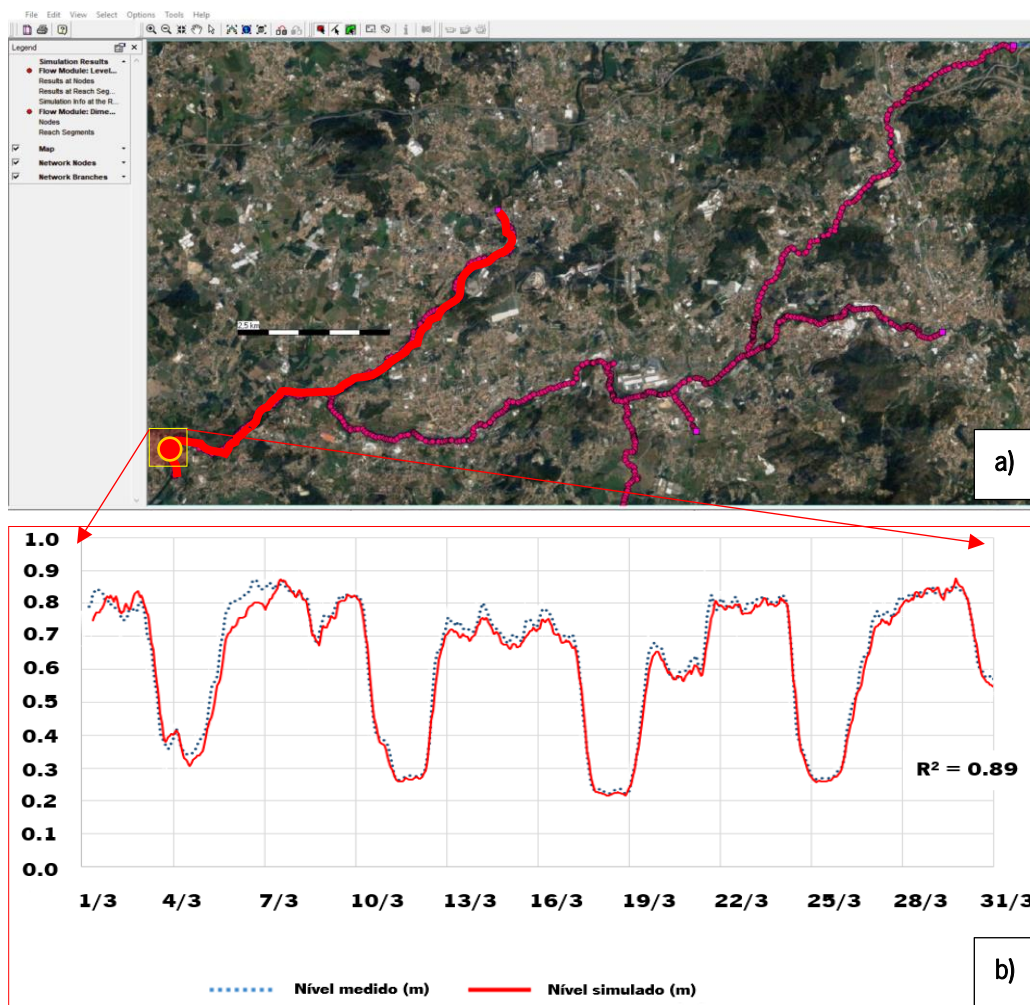 File Edit View Select Options Tools Help
Legend
Simulation Results
Flow Module: Level...
Results at Nodes
Results at Reach Seg...
Simulation Info at the R...
Flow Module: Dime...
Nodes
Reach Segments
Map
Network Nodes
Network Branches
2.5 km
a)
1.0
0.9
0.8
0.7
0.6
0.5
0.4
0.3
0.2
0.1
0.0
R² = 0.89
1/3 4/3 7/3 10/3 13/3 16/3 19/3 22/3 25/3 28/3 31/3
b)
Nível medido (m) Nível simulado (m)